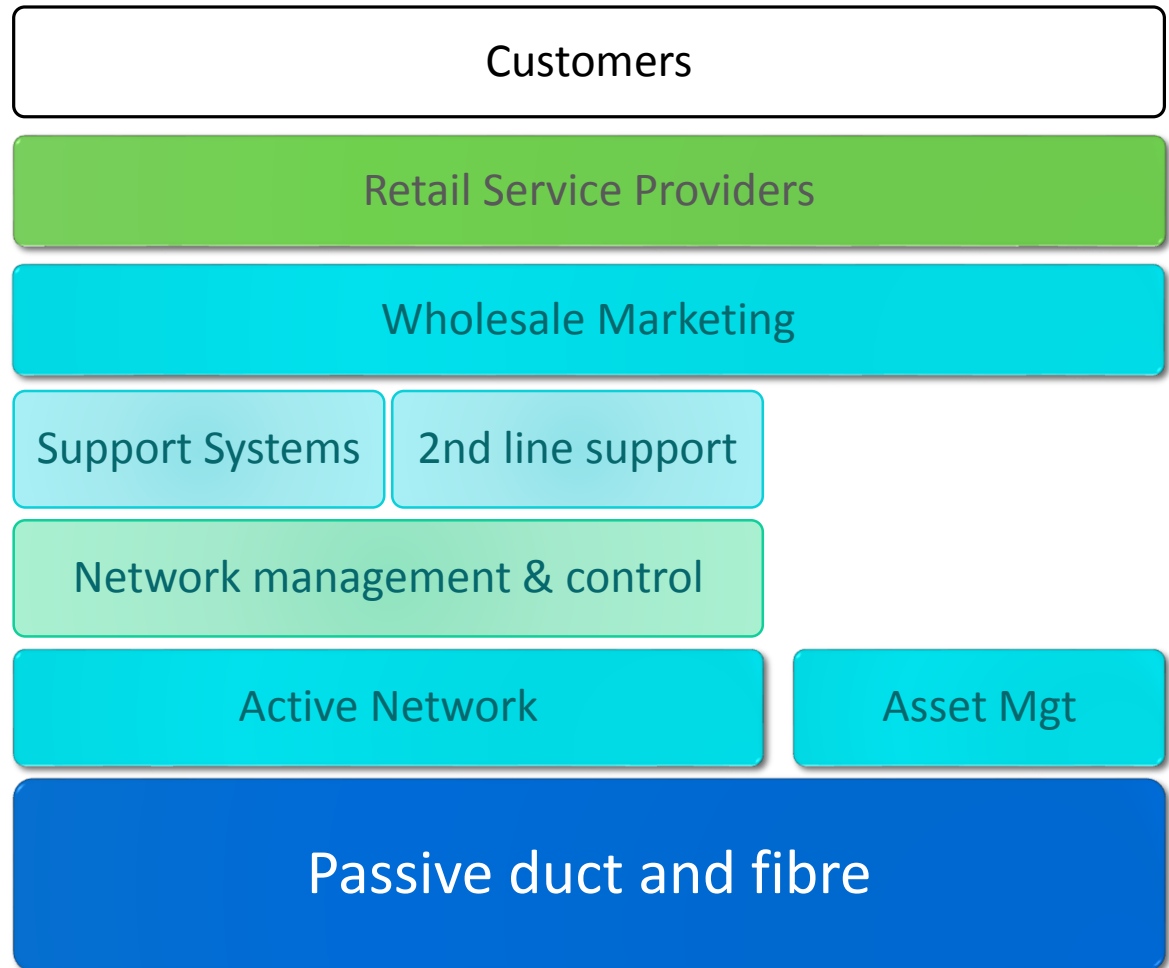 Customers
Retail Service Providers
Wholesale Marketing
Support Systems
2nd line support
Network management & control
Active Network
Asset Mgt
Passive duct and fibre